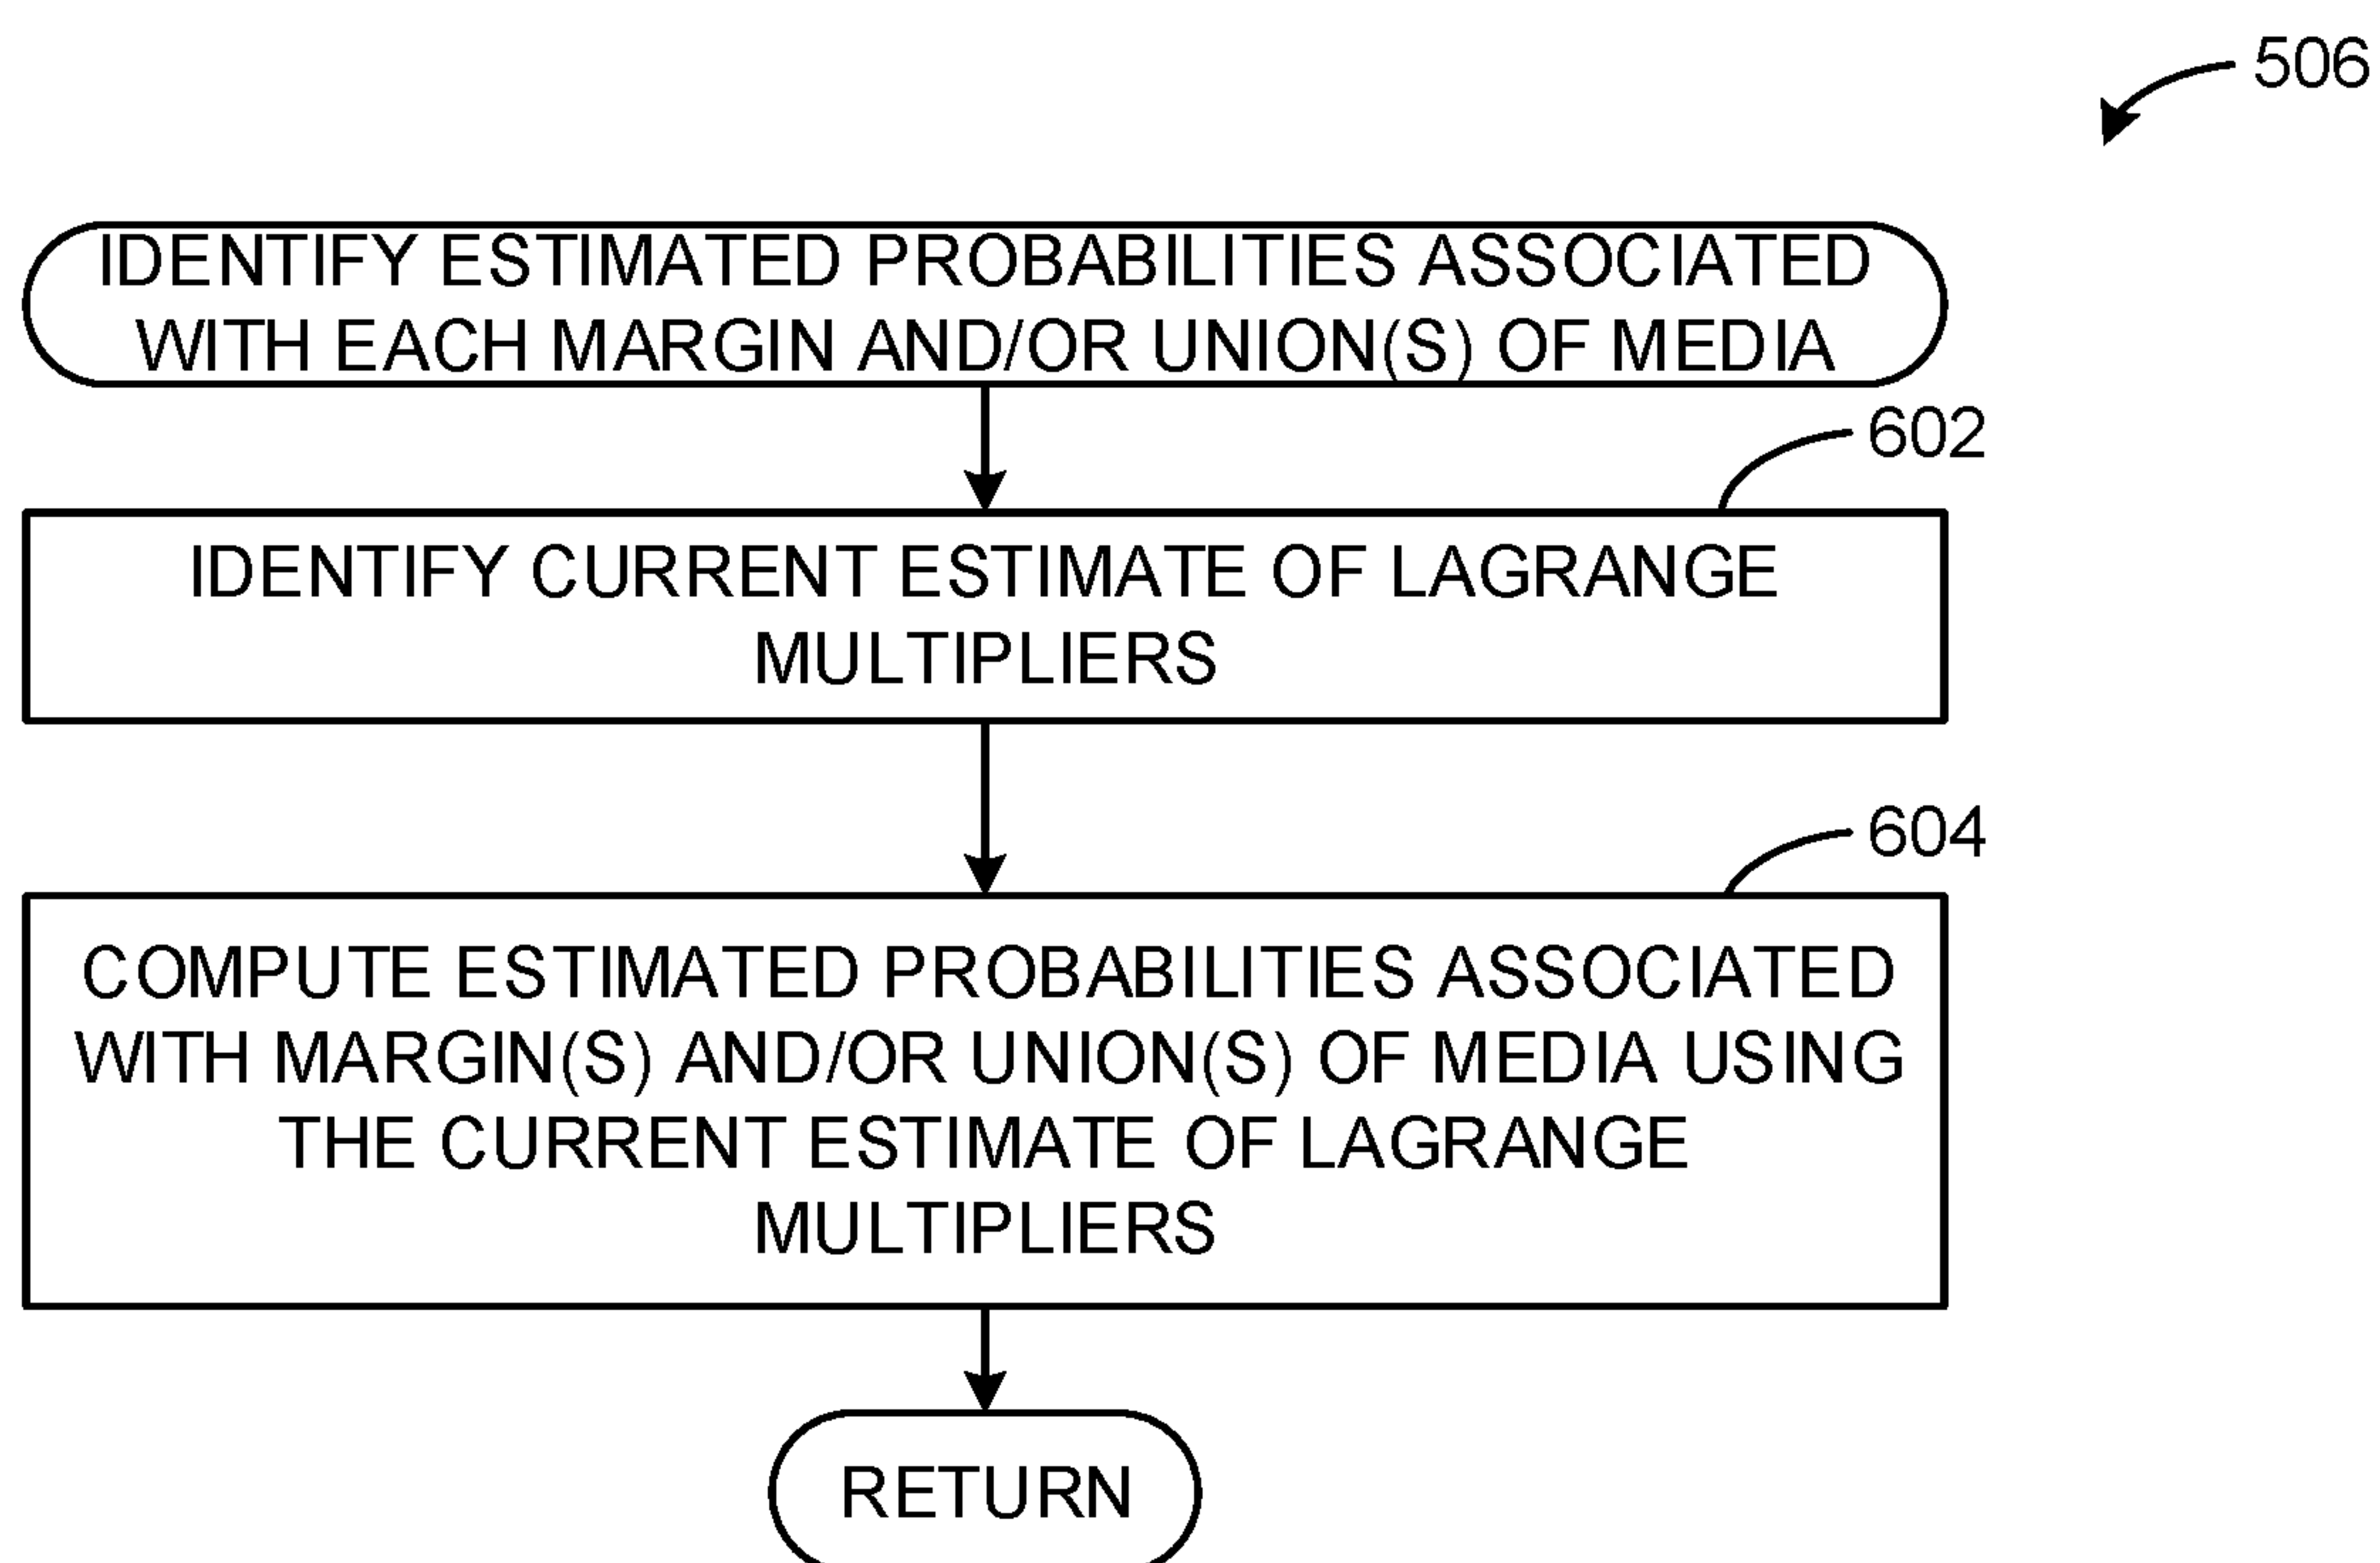 506
IDENTIFY ESTIMATED PROBABILITIES ASSOCIATED
WITH EACH MARGIN AND/OR UNION(S) OF MEDIA
602
IDENTIFY CURRENT ESTIMATE OF LAGRANGE
MULTIPLIERS
604
COMPUTE ESTIMATED PROBABILITIES ASSOCIATED
WITH MARGIN(S) AND/OR UNION(S) OF MEDIA USING
THE CURRENT ESTIMATE OF LAGRANGE
MULTIPLIERS
RETURN